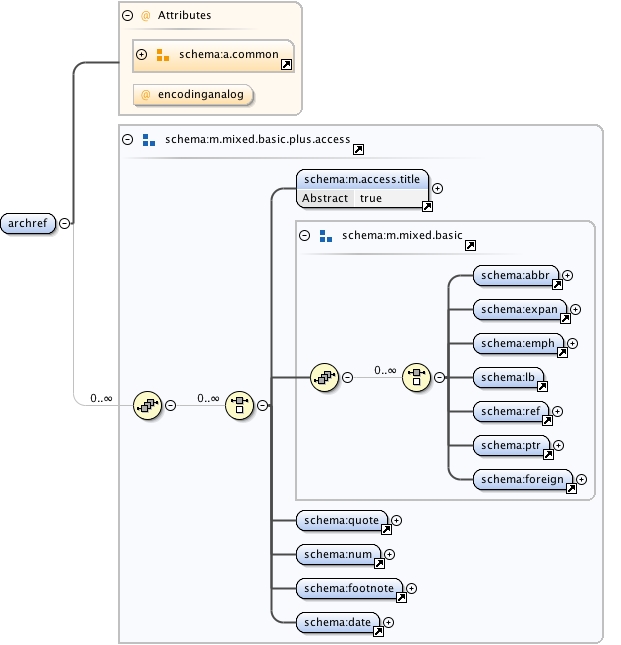 @ Attributes
schema:a.common
@ encodinganalog
schema:m.mixed.basic.plus.access
schema:m.access.title
Abstract true
archref
schema:m.mixed.basic
schema:abbr
schema:expan
schema:emph
0..∞
schema:lb
0..∞ 0..∞
schema:ref
schema:ptr
schema:foreign
schema:quote
schema:num
schema:footnote
schema:date